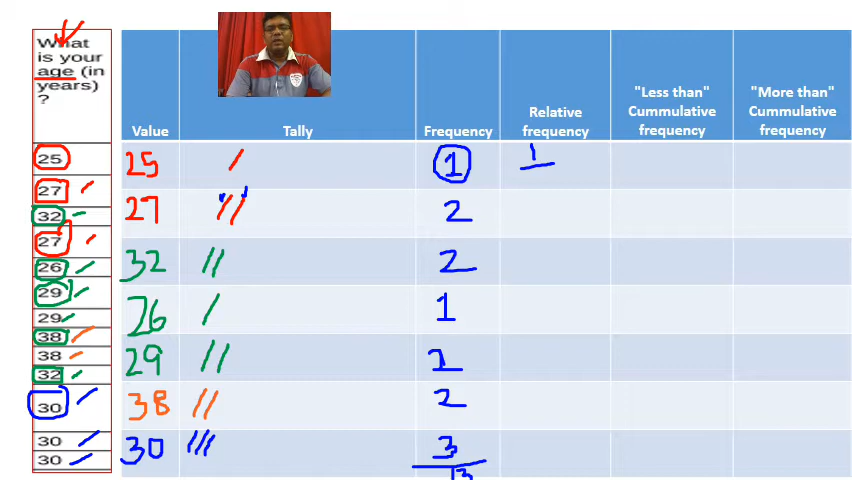 What
is your
age (in
years)
?
25
27
32
27
26
29
29
38
38
32
30
30
30
Value Tally Frequency Relative frequency "Less than" Cummulative frequency "More than" Cummulative frequency
25 / 1 1
27 // 2
32 // 2
26 / 1
29 // 2
38 // 2
30 /// 3
13